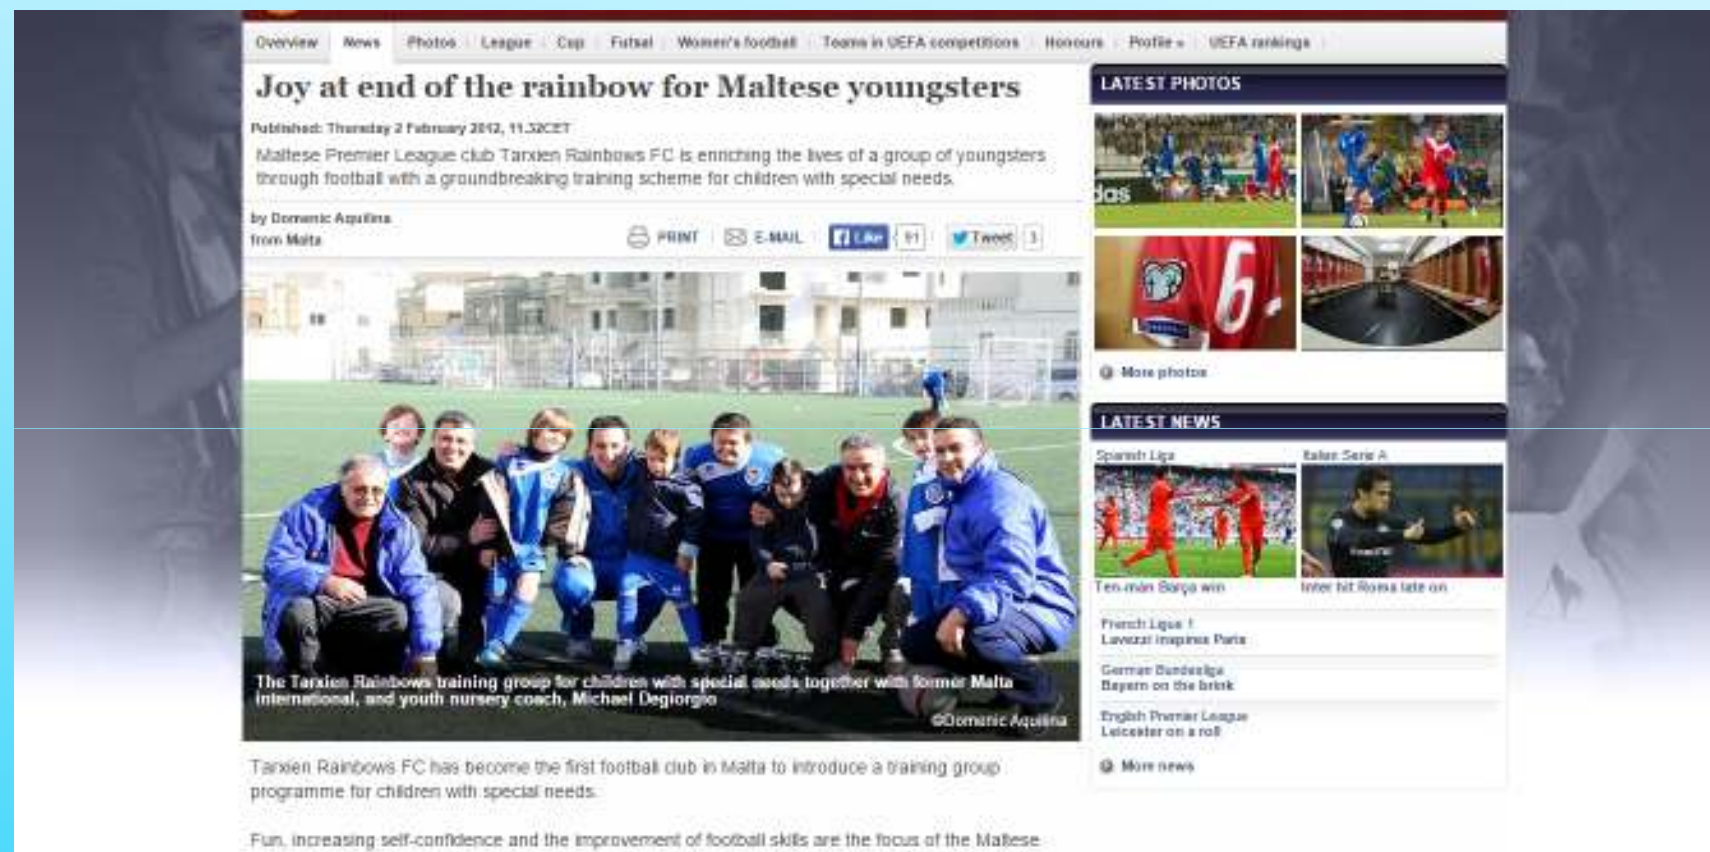 Overview News Photos League Cup Futsal Women's football Teams in UEFA competitions Honours Profile » UEFA rankings
Joy at end of the rainbow for Maltese youngsters
Published: Thursday 2 February 2012, 11.32CET
Maltese Premier League club Tarxien Rainbows FC is enriching the lives of a group of youngsters
through football with a groundbreaking training scheme for children with special needs.
by Domenic Aquilina
from Malta
PRINT E-MAIL Like 91 Tweet 3
The Tarxien Rainbows training group for children with special needs together with former Malta
international, and youth nursery coach, Michael Degiorgio
©Domenic Aquilina
Tarxien Rainbows FC has become the first football club in Malta to introduce a training group
programme for children with special needs.
Fun, increasing self-confidence and the improvement of football skills are the focus of the Maltese
LATEST PHOTOS
das
6
More photos
LATEST NEWS
Spanish Liga
Ten-man Barça win
Italian Serie A
Inter hit Roma late on
French Ligue 1
Lavezzi inspires Paris
German Bundesliga
Bayern on the brink
English Premier League
Leicester on a roll
More news